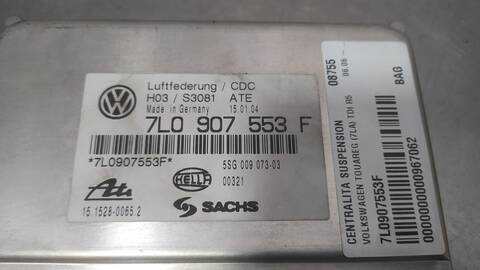 Luftfederung / CDC
H03 / S3081 ATE
Made in Germany 15.01.04
7L0 907 553 F
*7L0907553F*
5SG 009 073-03
Ate
HELLA
00321
15.1528-0065.2
SACHS
CENTRALITA SUSPENSION
VOLKSWAGEN TOUAREG (7LA) TDI R5
7L0907553F
0000000000967062
08755
BAG